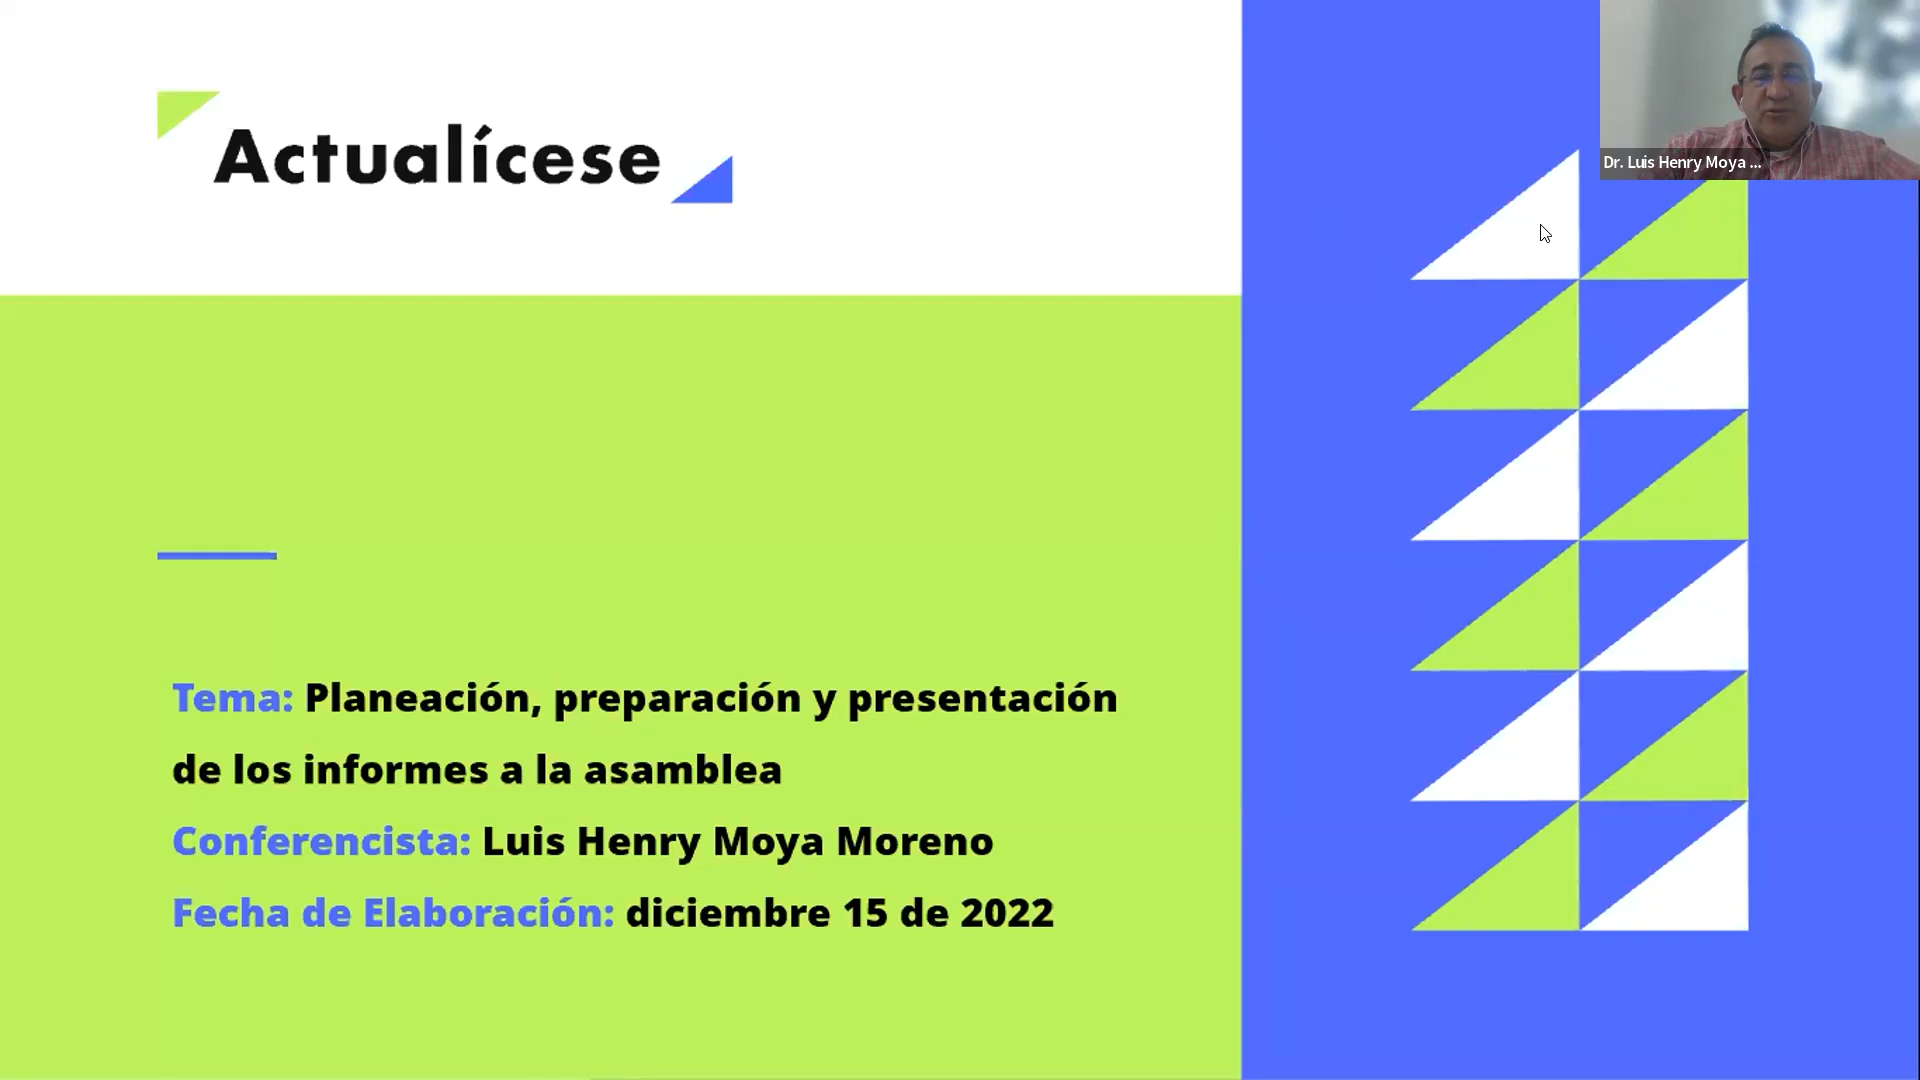 Actualícese
Dr. Luis Henry Moya ...
Tema: Planeación, preparación y presentación
de los informes a la asamblea
Conferencista: Luis Henry Moya Moreno
Fecha de Elaboración: diciembre 15 de 2022